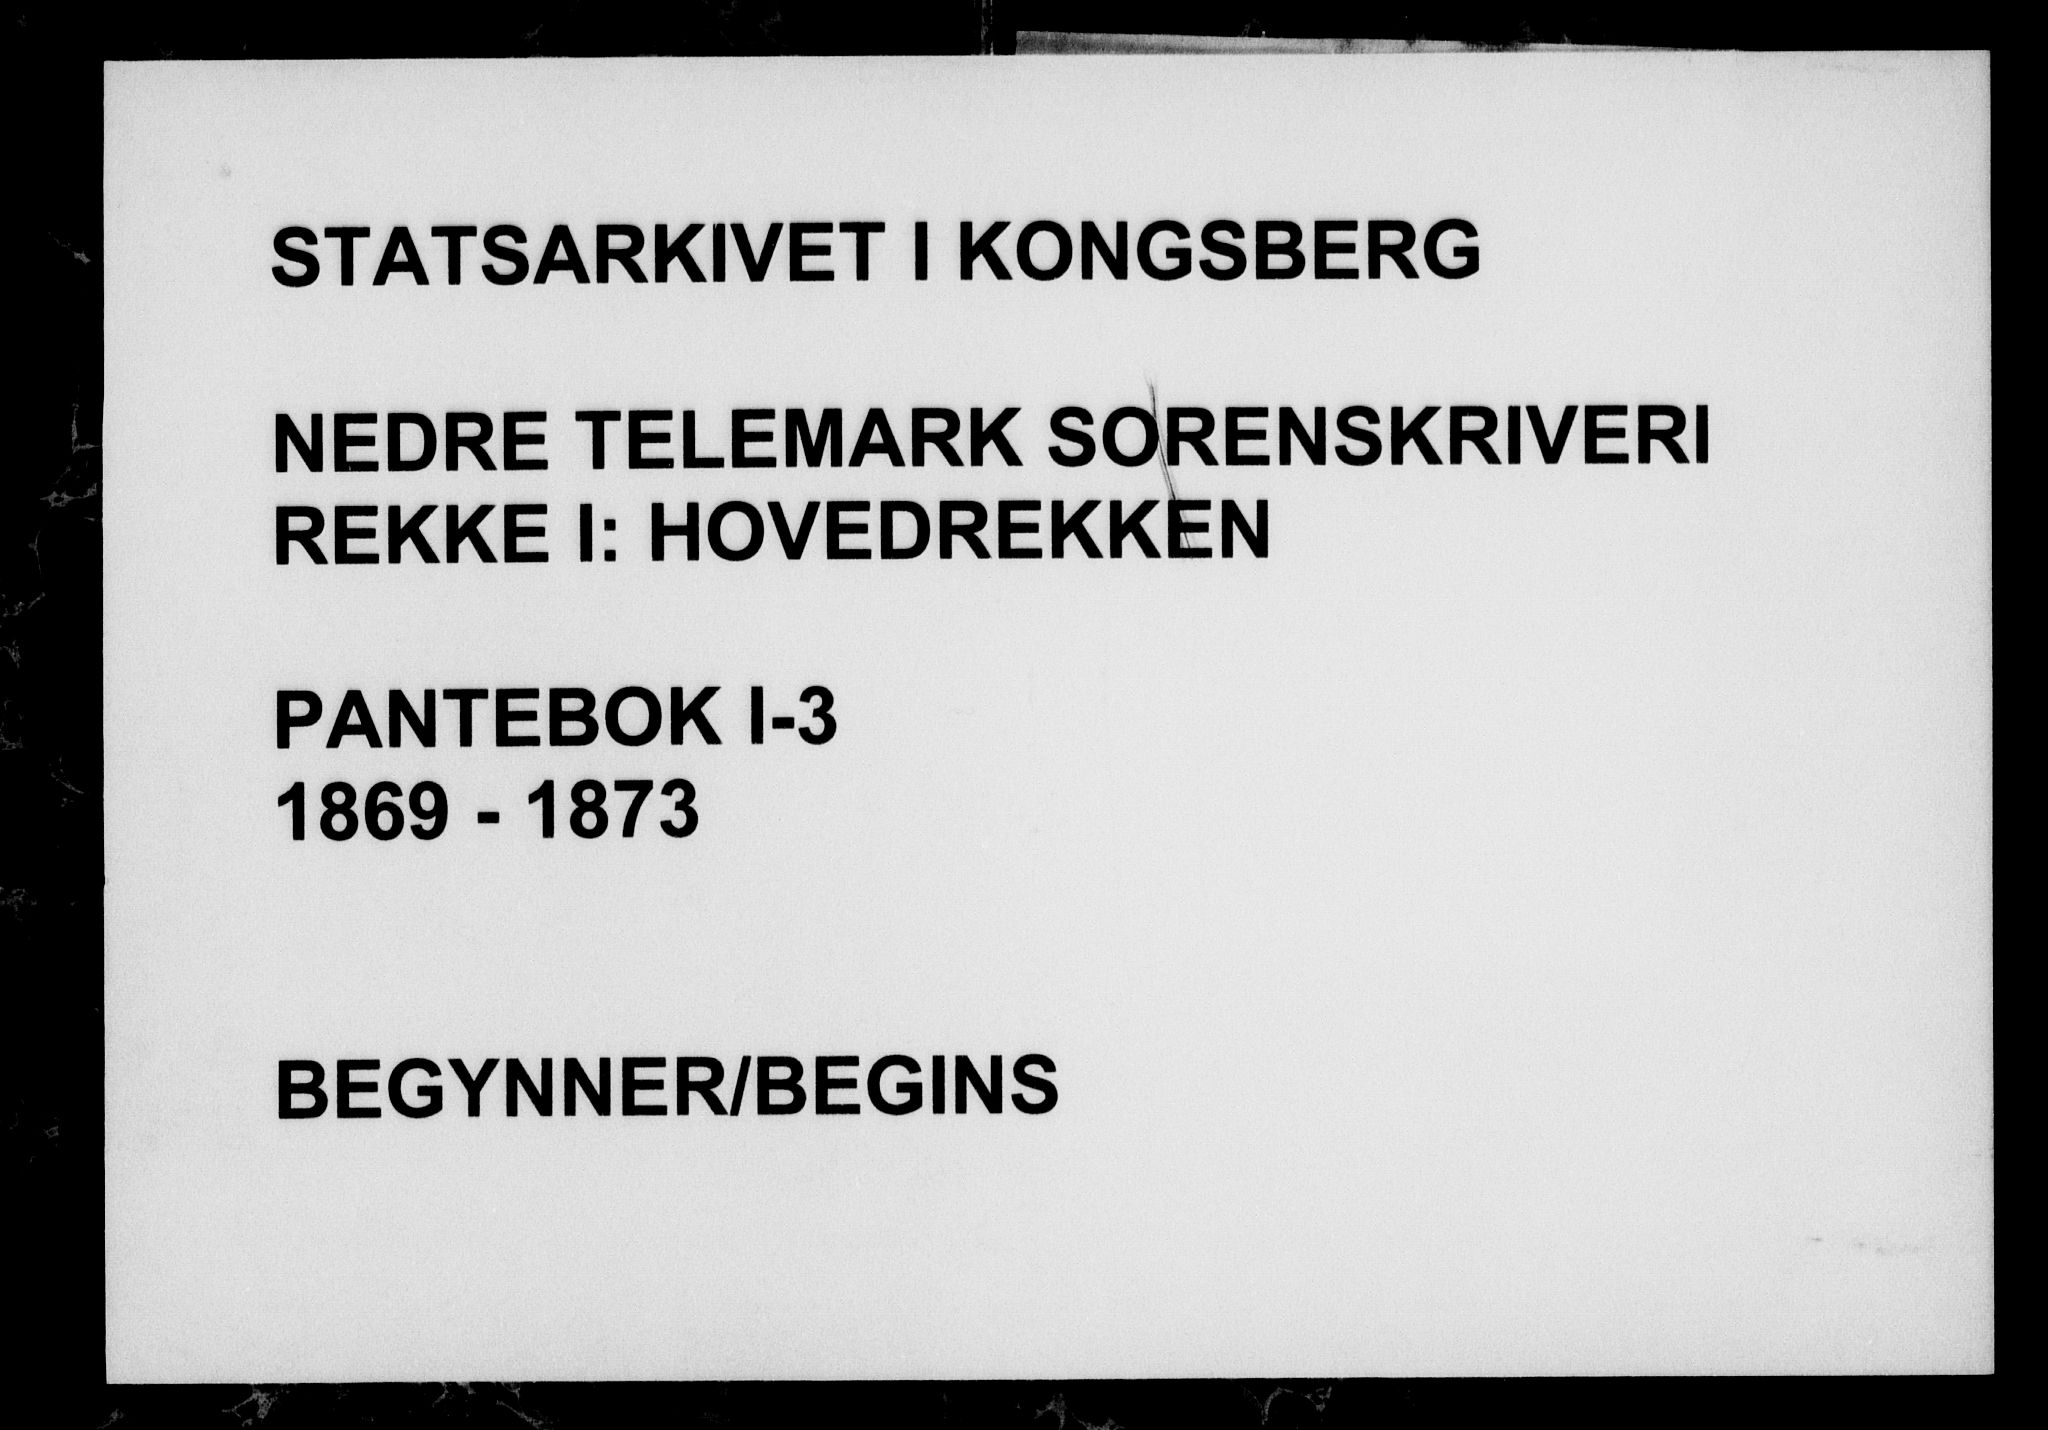 STATSARKIVET I KONGSBERG
NEDRE TELEMARK SORENSKRIVERI
REKKE I: HOVEDREKKEN
PANTEBOK I-3
1869 - 1873
BEGYNNER/BEGINS